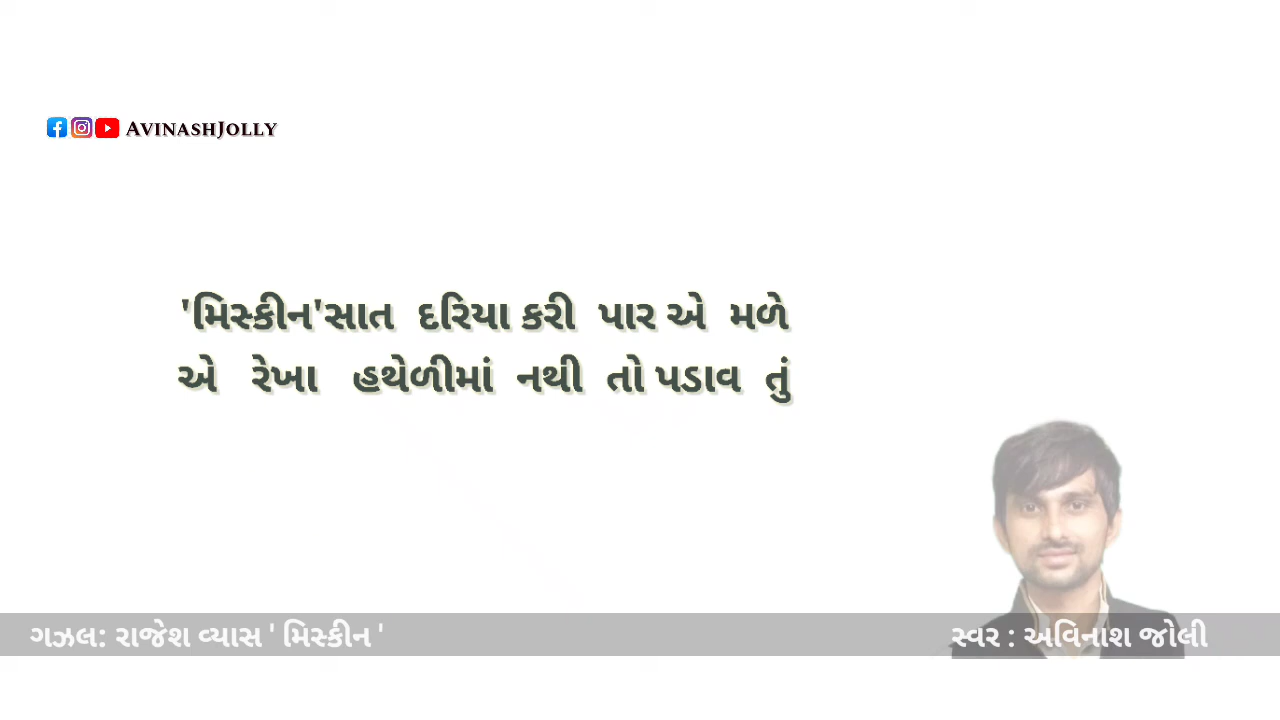 AVINASHJOLLY
'મિસ્કીન'સાત દરિયા કરી પાર એ મળે
એ રેખા હથેળીમાં નથી તો પડાવ તું
ગઝલ: રાજેશ વ્યાસ ' મિસ્કીન '
સ્વર : અવિનાશ જોલી